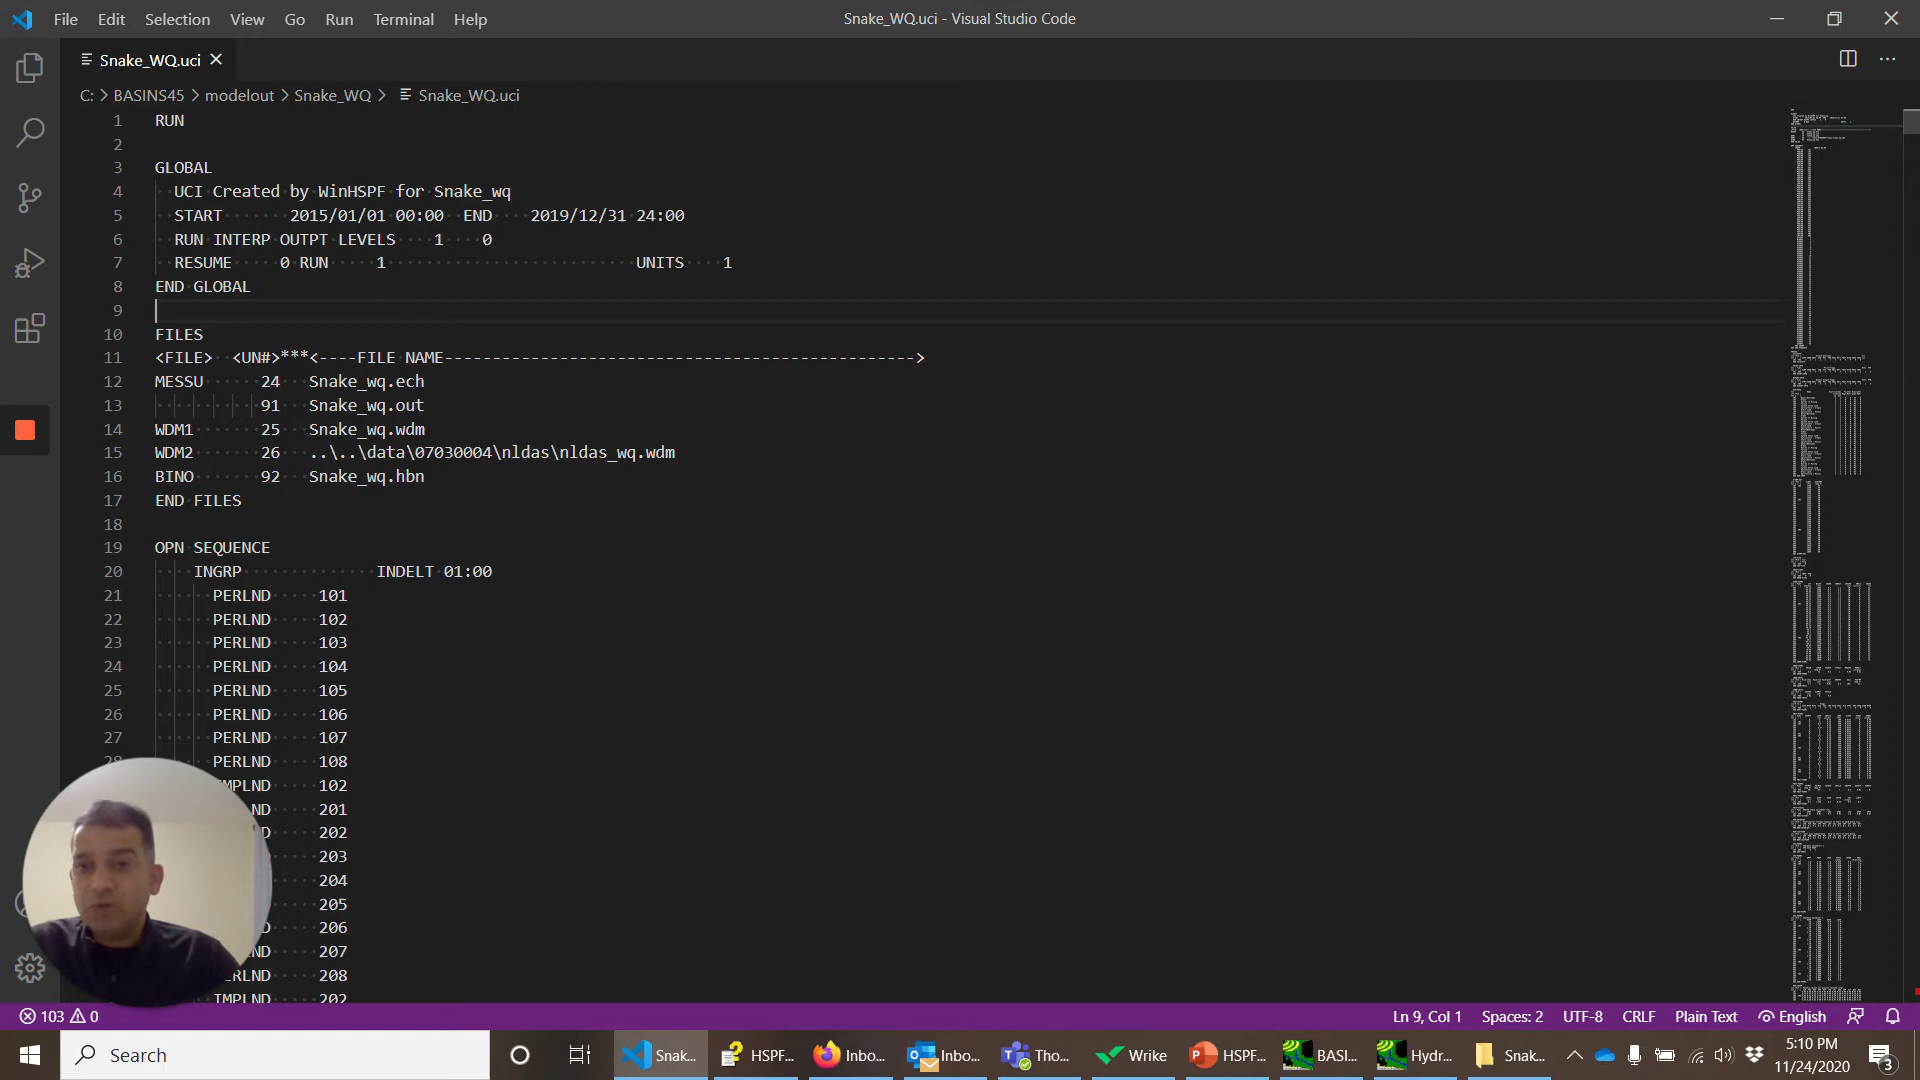 File Edit Selection View Go Run Terminal Help
Snake_WQ.uci - Visual Studio Code
Snake_WQ.uci
C: > BASINS45 > modelout > Snake_WQ > Snake_WQ.uci
1 RUN
2
3 GLOBAL
4 UCI Created by WinHSPF for Snake_wq
5 START 2015/01/01 00:00 END 2019/12/31 24:00
6 RUN INTERP OUTPT LEVELS 1 0
7 RESUME 0 RUN 1 UNITS 1
8 END GLOBAL
9
10 FILES
11 <FILE> <UN#>***<----FILE NAME------------------------------------------------->
12 MESSU 24 Snake_wq.ech
13 91 Snake_wq.out
14 WDM1 25 Snake_wq.wdm
15 WDM2 26 ..\..\data\07030004\nldas\nldas_wq.wdm
16 BINO 92 Snake_wq.hbn
17 END FILES
18
19 OPN SEQUENCE
20 INGRP INDELT 01:00
21 PERLND 101
22 PERLND 102
23 PERLND 103
24 PERLND 104
25 PERLND 105
26 PERLND 106
27 PERLND 107
28 PERLND 108
IMPLND 102
201
202
203
204
205
206
207
PERLND 208
IMPLND 202
103 0
Ln 9, Col 1 Spaces: 2 UTF-8 CRLF Plain Text English
Search
Snak... HSPF... Inbo... Inbo... Tho... Wrike HSPF... BASI... Hydr... Snak...
5:10 PM
11/24/2020
3